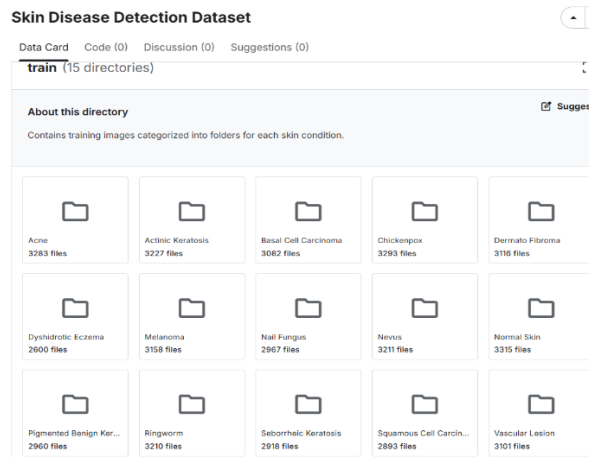 Skin Disease Detection Dataset
Data Card Code (0) Discussion (0) Suggestions (0)
train (15 directories)
About this directory
Sugges
Contains training images categorized into folders for each skin condition.
Acne Actinic Keratosis Basal Cell Carcinoma Chickenpox Dermato Fibroma
3283 files 3227 files 3082 files 3293 files 3116 files
Dyshidrotic Eczema Melanoma Nail Fungus Nevus Normal Skin
2600 files 3158 files 2967 files 3211 files 3315 files
Pigmented Benign Ker... Ringworm Seborrheic Keratosis Squamous Cell Carcin... Vascular Lesion
2960 files 3210 files 2918 files 2893 files 3101 files